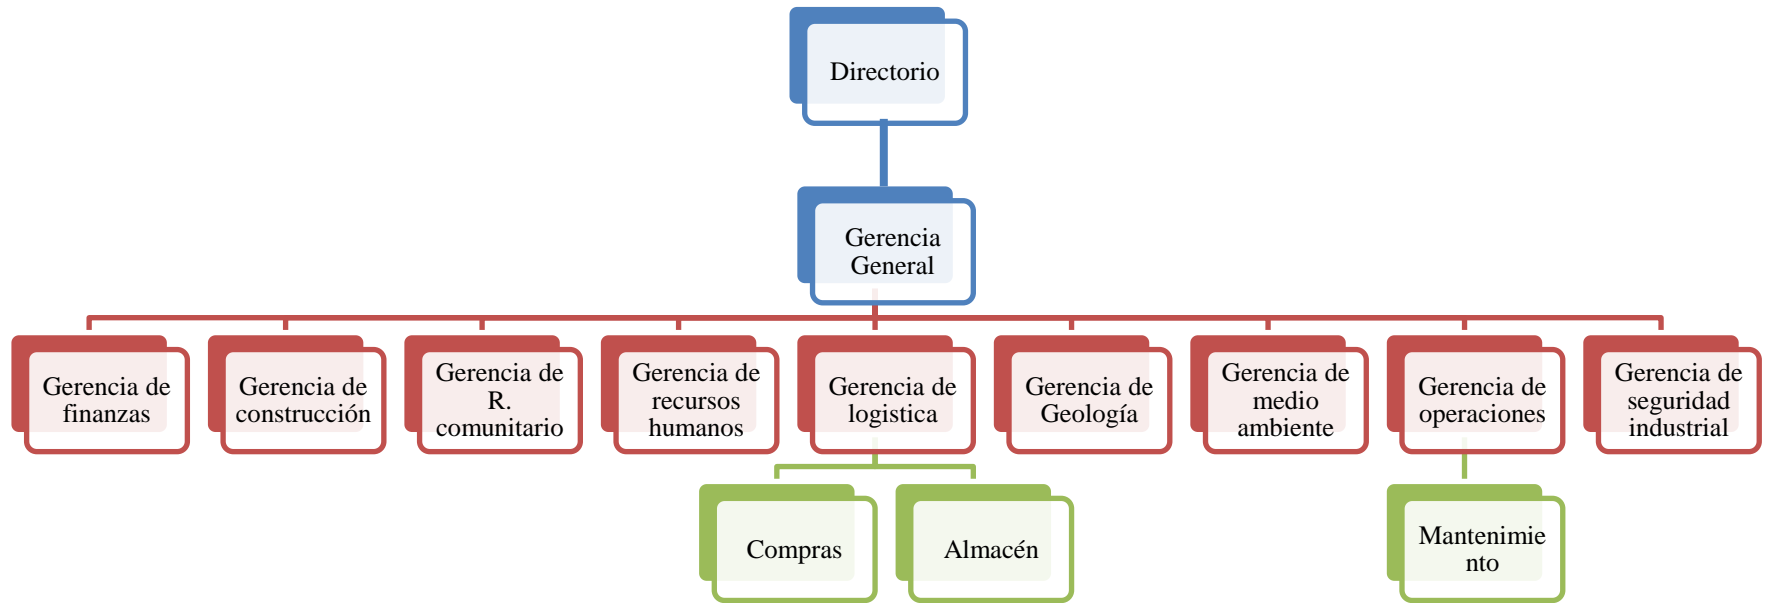 Directorio
Gerencia
General
Gerencia de
finanzas
Gerencia de
construcción
Gerencia de
R.
comunitario
Gerencia de
recursos
humanos
Gerencia de
logistica
Gerencia de
Geología
Gerencia de
medio
ambiente
Gerencia de
operaciones
Gerencia de
seguridad
industrial
Compras
Almacén
Mantenimie
nto